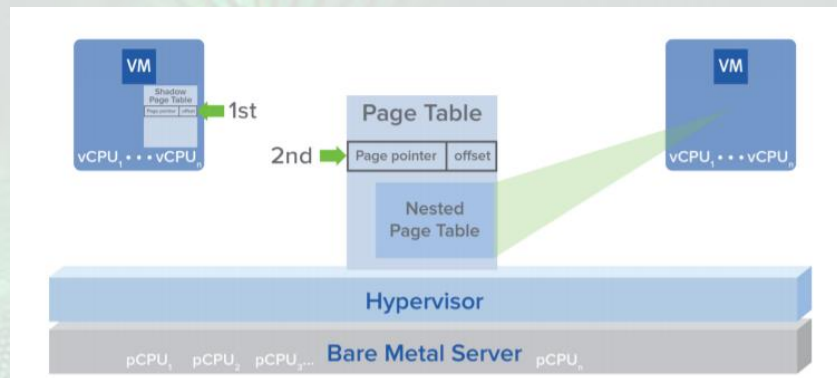 VM
Shadow
Page Table
Page pointer offset
1st
vCPU₁ • • • vCPUₙ
Page Table
2nd
Page pointer offset
Nested
Page Table
VM
vCPU₁ • • • vCPUₙ
Hypervisor
pCPU₁ pCPU₂ pCPU₃... Bare Metal Server pCPUₙ